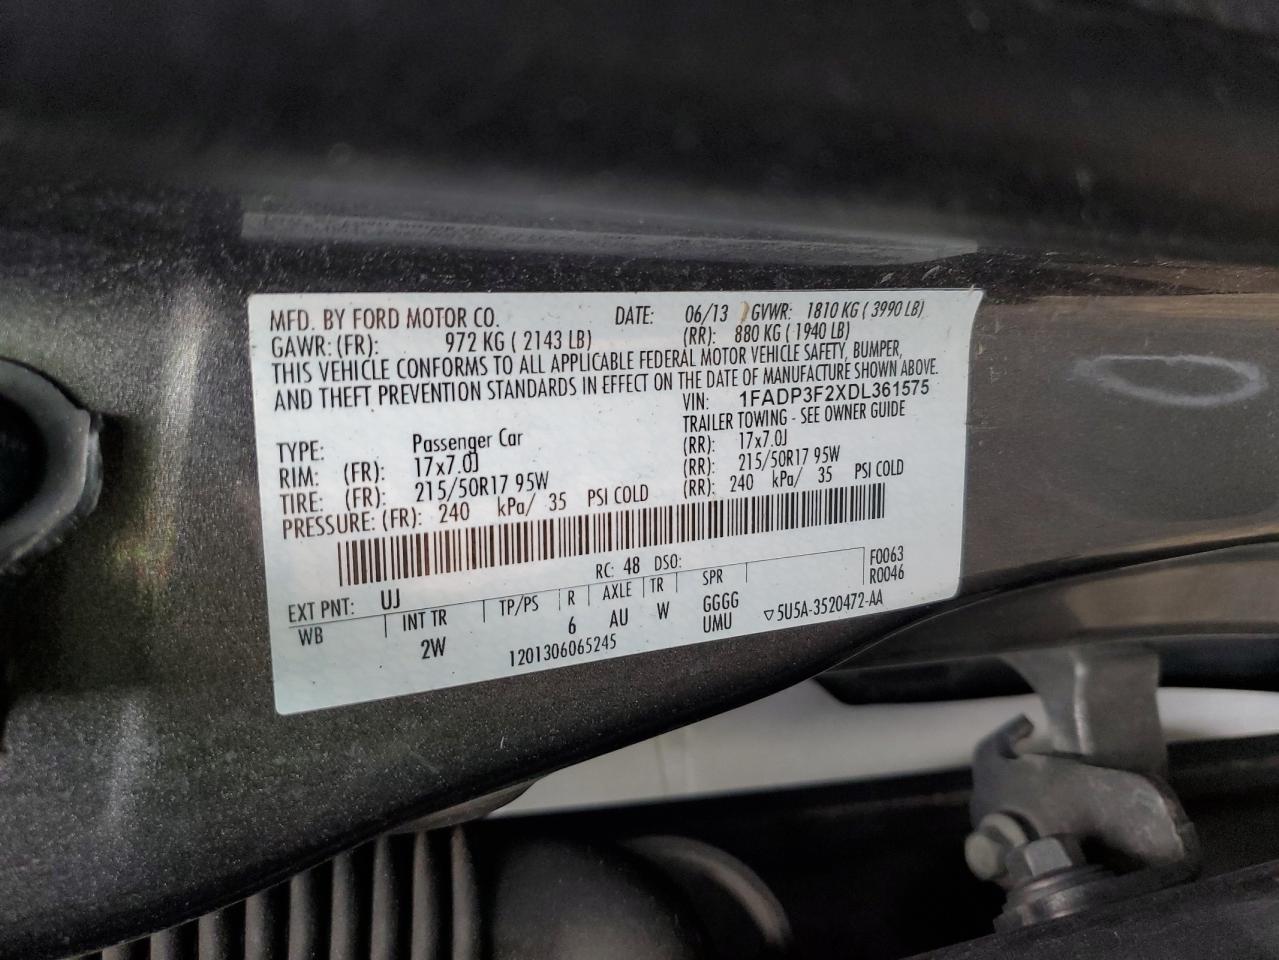 MFD. BY FORD MOTOR CO. DATE: 06/13 GVWR: 1810 KG ( 3990 LB)
GAWR: (FR): 972 KG ( 2143 LB) (RR): 880 KG ( 1940 LB)
THIS VEHICLE CONFORMS TO ALL APPLICABLE FEDERAL MOTOR VEHICLE SAFETY, BUMPER,
AND THEFT PREVENTION STANDARDS IN EFFECT ON THE DATE OF MANUFACTURE SHOWN ABOVE.
VIN: 1FADP3F2XDL361575
TRAILER TOWING - SEE OWNER GUIDE
TYPE: Passenger Car
RIM: (FR): 17x7.0J (RR): 17x7.0J
TIRE: (FR): 215/50R17 95W (RR): 215/50R17 95W
PRESSURE: (FR): 240 kPa/ 35 PSI COLD (RR): 240 kPa/ 35 PSI COLD
EXT PNT: UJ RC: 48 DSO: F0063
WB INT TR TP/PS R AXLE TR SPR R0046
2W 6 AU W GGGG
UMU ▽5U5A-3520472-AA
1201306065245